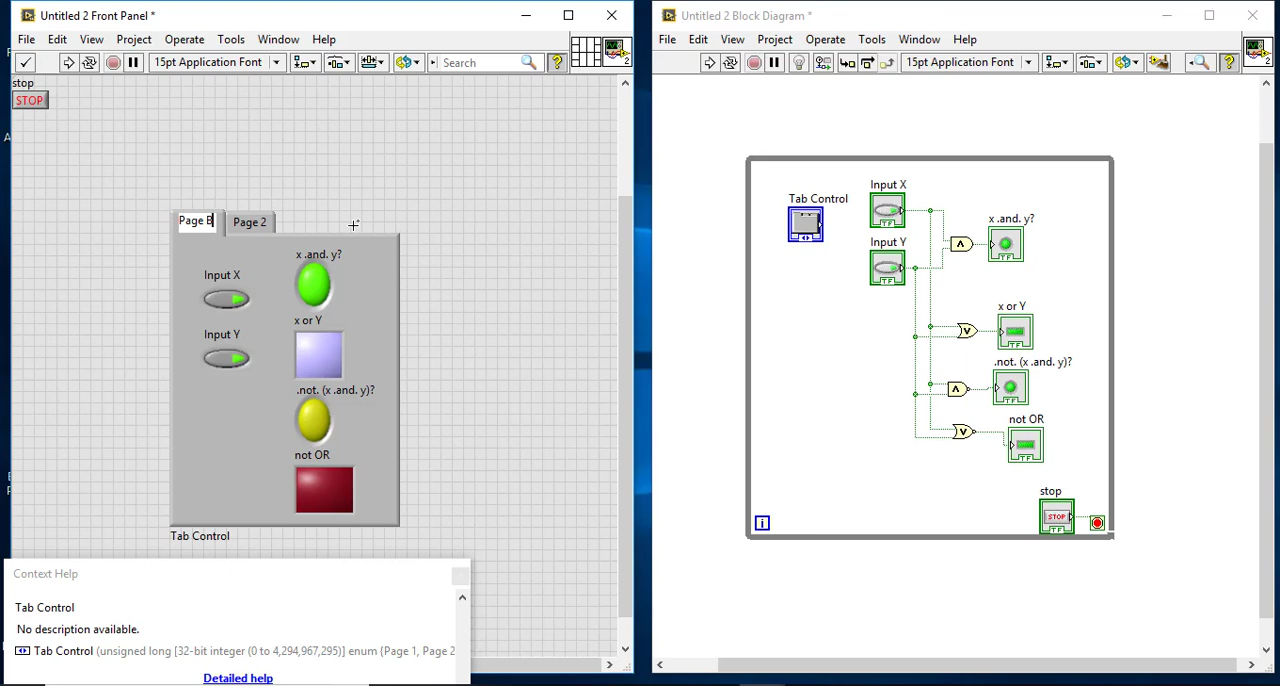 Untitled 2 Front Panel *
File Edit View Project Operate Tools Window Help
15pt Application Font
Search
?
2
stop
STOP
Page B Page 2
Input X
Input Y
x .and. y?
x or Y
.not. (x .and. y)?
not OR
Tab Control
Context Help
Tab Control
No description available.
Tab Control (unsigned long [32-bit integer (0 to 4,294,967,295)] enum {Page 1, Page 2
Detailed help
Untitled 2 Block Diagram *
File Edit View Project Operate Tools Window Help
15pt Application Font
?
2
Tab Control
Input X
TF
Input Y
TF
x .and. y?
TF
x or Y
TF
.not. (x .and. y)?
TF
not OR
TF
stop
STOP
TF
i